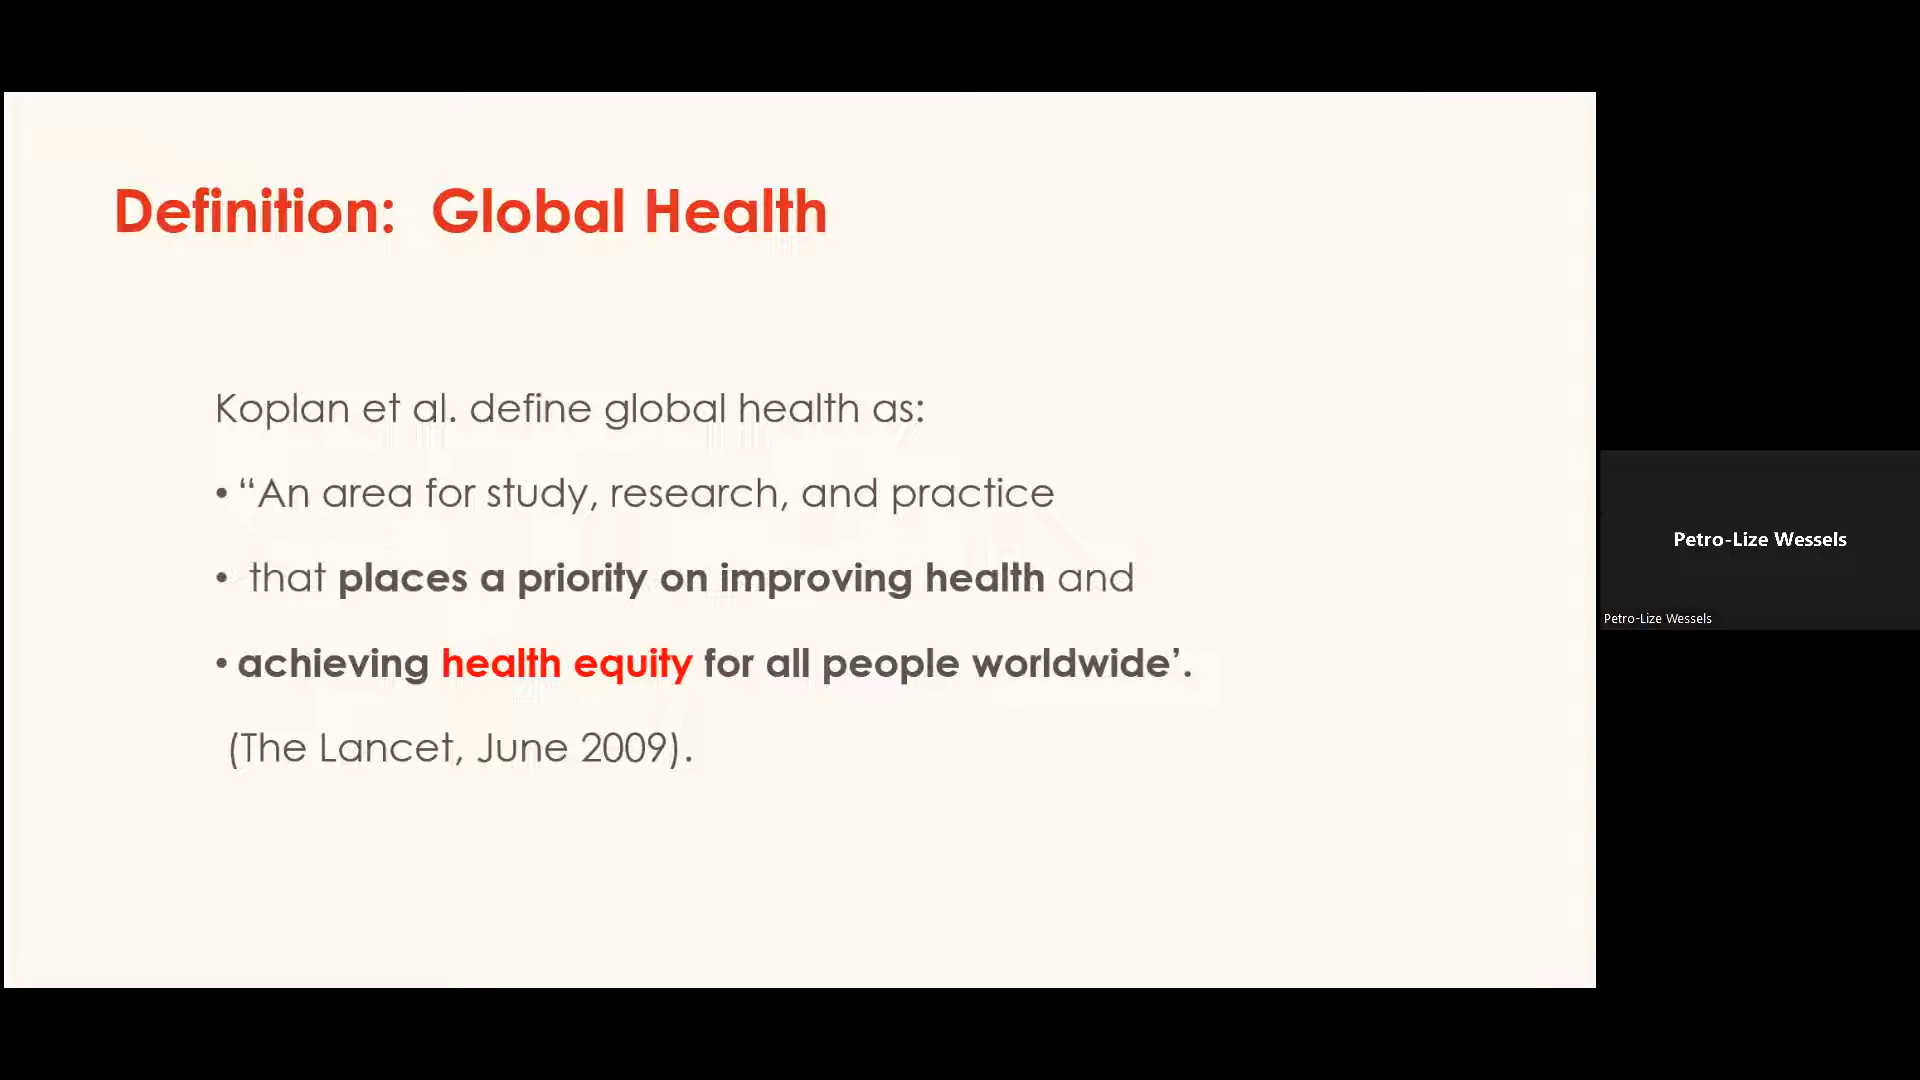 Definition: Global Health
Koplan et al. define global health as:
• “An area for study, research, and practice
• that places a priority on improving health and
• achieving health equity for all people worldwide’.
(The Lancet, June 2009).
Petro-Lize Wessels
Petro-Lize Wessels